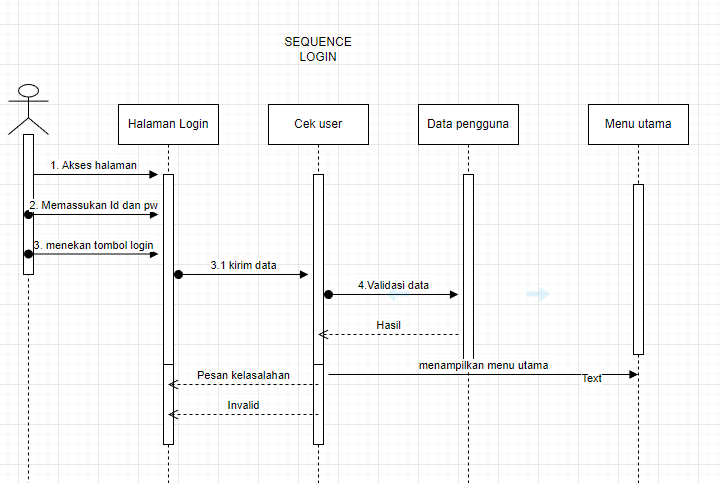 SEQUENCE
LOGIN
Halaman Login
Cek user
Data pengguna
Menu utama
1. Akses halaman
2. Memassukan Id dan pw
3. menekan tombol login
3.1 kirim data
4.Validasi data
Hasil
menampilkan menu utama
Text
Pesan kelasalahan
Invalid